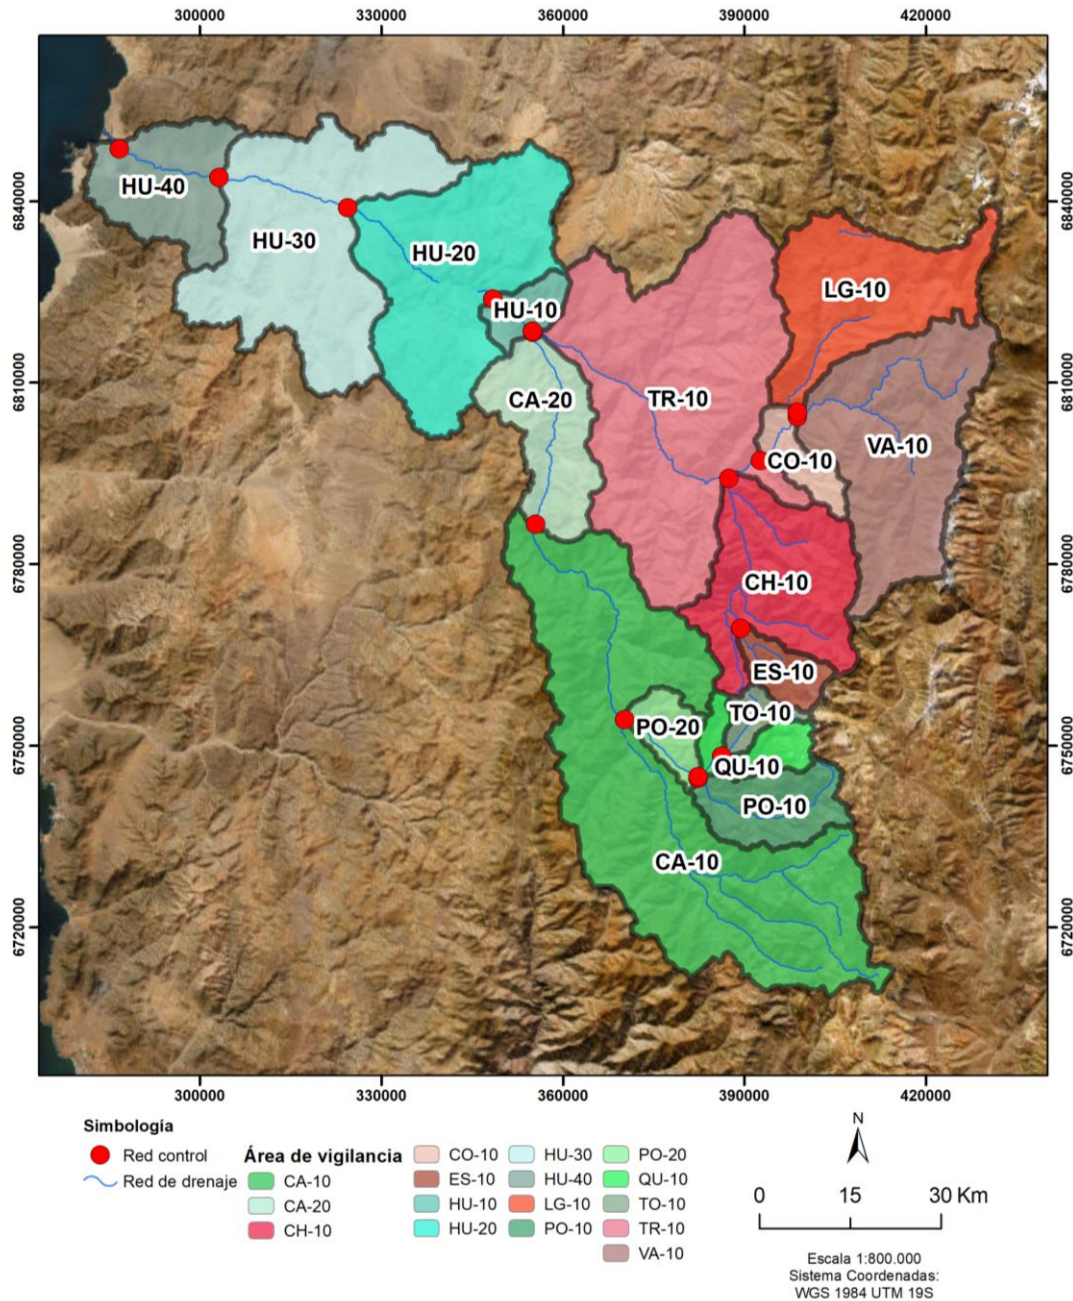 300000 330000 360000 390000 420000
6840000 6840000
6810000 6810000
6780000 6780000
6750000 6750000
6720000 6720000
HU-40
HU-30
HU-20
HU-10
LG-10
CA-20
TR-10
VA-10
CO-10
CH-10
ES-10
TO-10
PO-20
QU-10
PO-10
CA-10
300000 330000 360000 390000 420000
Simbología
Red control
Red de drenaje
Área de vigilancia
CA-10
CA-20
CH-10
CO-10
ES-10
HU-10
HU-20
HU-30
HU-40
LG-10
PO-10
PO-20
QU-10
TO-10
TR-10
VA-10
N
0 15 30 Km
Escala 1:800.000
Sistema Coordenadas:
WGS 1984 UTM 19S